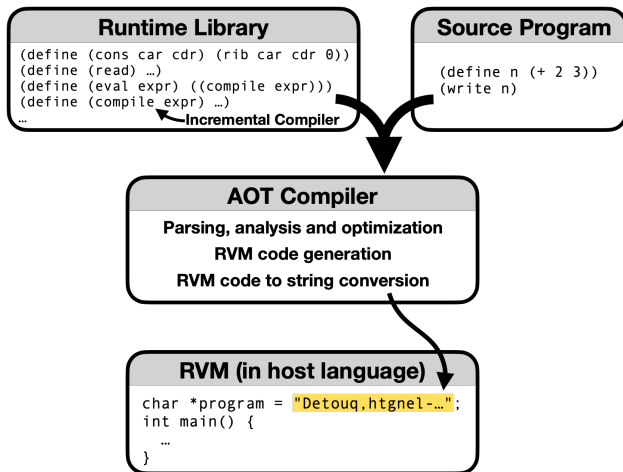 Runtime Library
(define (cons car cdr) (rib car cdr 0))
(define (read) …)
(define (eval expr) ((compile expr)))
(define (compile expr) …)
…
Incremental Compiler
Source Program
(define n (+ 2 3))
(write n)
AOT Compiler
Parsing, analysis and optimization
RVM code generation
RVM code to string conversion
RVM (in host language)
char *program = "Detouq,htgnel-…";
int main() {
…
}